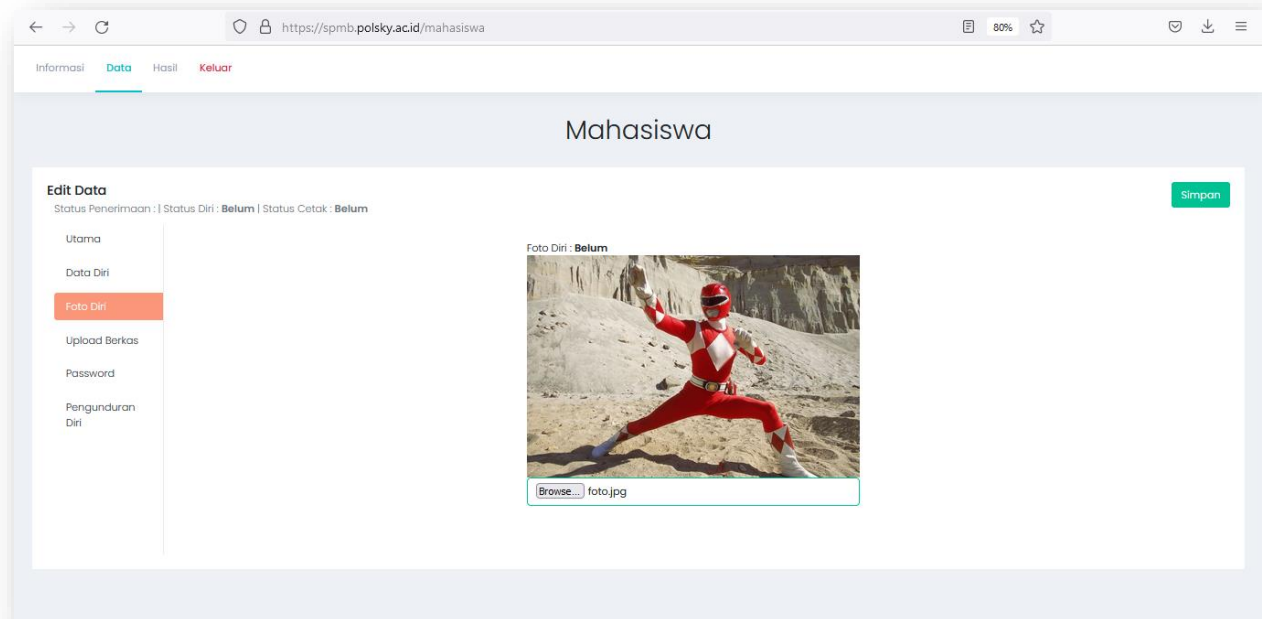 https://spmb.polsky.ac.id/mahasiswa
80%
Informasi Data Hasil Keluar
Mahasiswa
Edit Data
Simpan
Status Penerimaan : | Status Diri : Belum | Status Cetak : Belum
Utama
Data Diri
Foto Diri
Upload Berkas
Password
Pengunduran
Diri
Foto Diri : Belum
Browse... foto.jpg